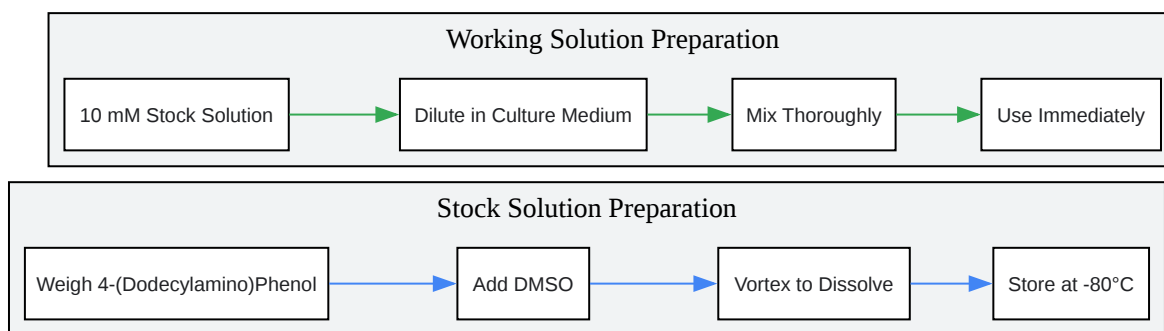 Working Solution Preparation
10 mM Stock Solution
Dilute in Culture Medium
Mix Thoroughly
Use Immediately
Stock Solution Preparation
Weigh 4-(Dodecylamino)Phenol
Add DMSO
Vortex to Dissolve
Store at -80°C